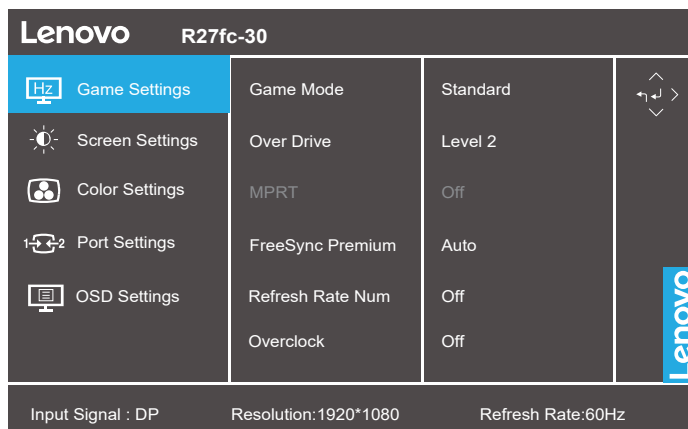 Lenovo R27fc-30
Hz Game Settings Game Mode Standard
Screen Settings Over Drive Level 2
Color Settings MPRT Off
1 2 Port Settings FreeSync Premium Auto
OSD Settings Refresh Rate Num Off
Overclock Off
Lenovo
Input Signal : DP Resolution:1920*1080 Refresh Rate:60Hz